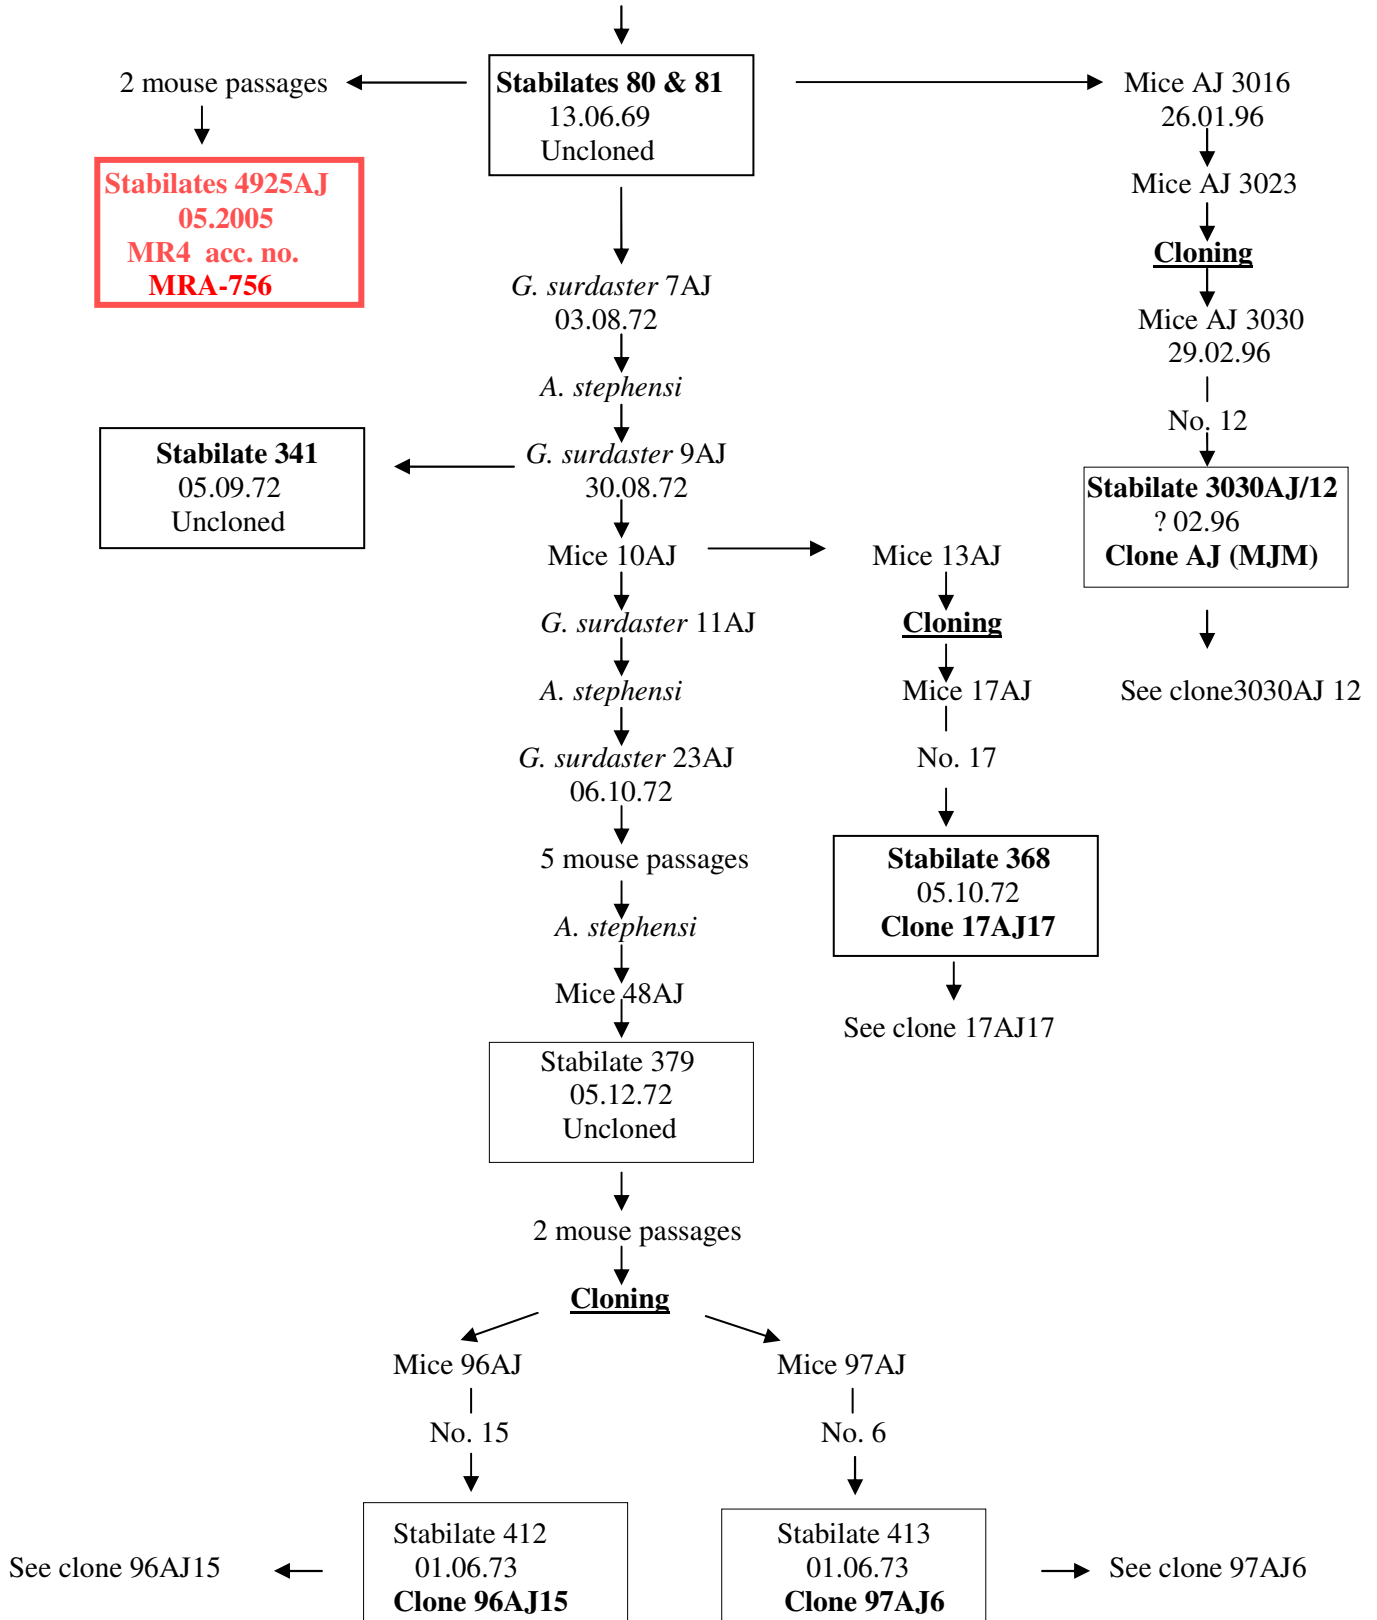 2 mouse passages
Stabilates 80 & 81
13.06.69
Uncloned
Mice AJ 3016
26.01.96
Stabilates 4925AJ
05.2005
MR4 acc. no.
MRA-756
Mice AJ 3023
Cloning
G. surdaster 7AJ
03.08.72
Mice AJ 3030
29.02.96
A. stephensi
No. 12
Stabilate 341
05.09.72
Uncloned
G. surdaster 9AJ
30.08.72
Stabilate 3030AJ/12
? 02.96
Clone AJ (MJM)
Mice 10AJ
Mice 13AJ
G. surdaster 11AJ
Cloning
A. stephensi
Mice 17AJ
See clone3030AJ 12
G. surdaster 23AJ
06.10.72
No. 17
5 mouse passages
Stabilate 368
05.10.72
Clone 17AJ17
A. stephensi
Mice 48AJ
See clone 17AJ17
Stabilate 379
05.12.72
Uncloned
2 mouse passages
Cloning
Mice 96AJ
Mice 97AJ
No. 15
No. 6
Stabilate 412
01.06.73
Clone 96AJ15
Stabilate 413
01.06.73
Clone 97AJ6
See clone 96AJ15
See clone 97AJ6